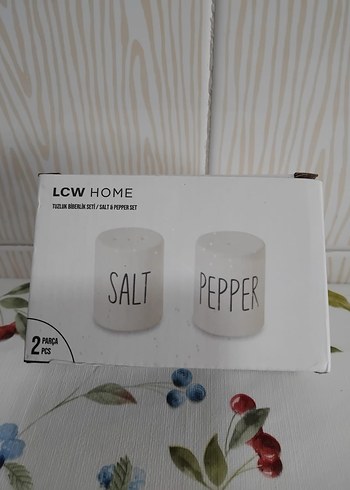 LCW HOME
TUZLUK BİBERLİK SETİ / SALT & PEPPER SET
SALT
PEPPER
2 PARÇA
PCS